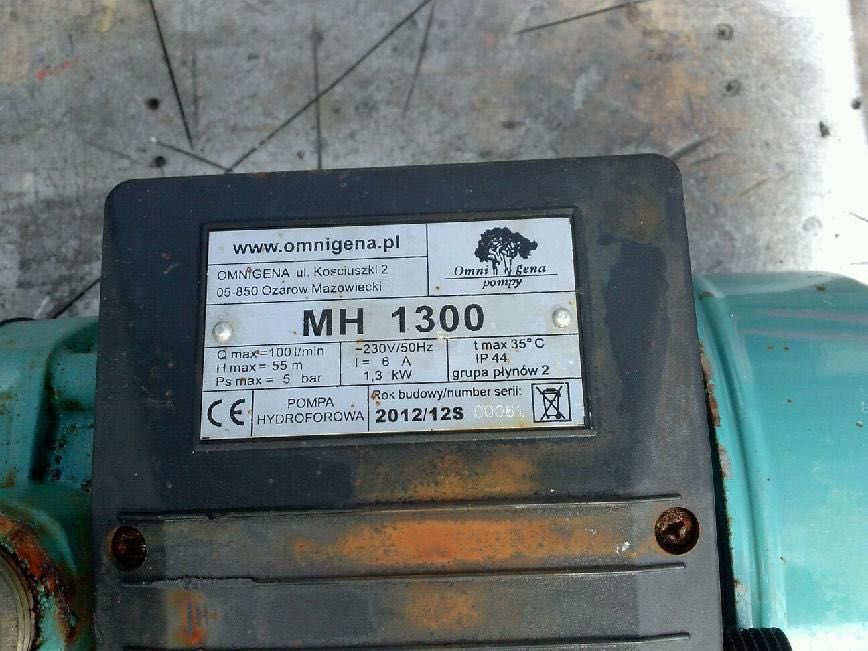 www.omnigena.pl
OMNIGENA ul. Kosciuszki 2
05-850 Ozarow Mazowiecki
Omni gena
pompy
MH 1300
Q max =100 l/min
H max = 55 m
Ps max = 5 bar
~230V/50Hz
I = 6 A
1,3 kW
t max 35° C
IP 44
grupa płynów 2
CE
POMPA
HYDROFOROWA
Rok budowy/number serii:
2012/12S